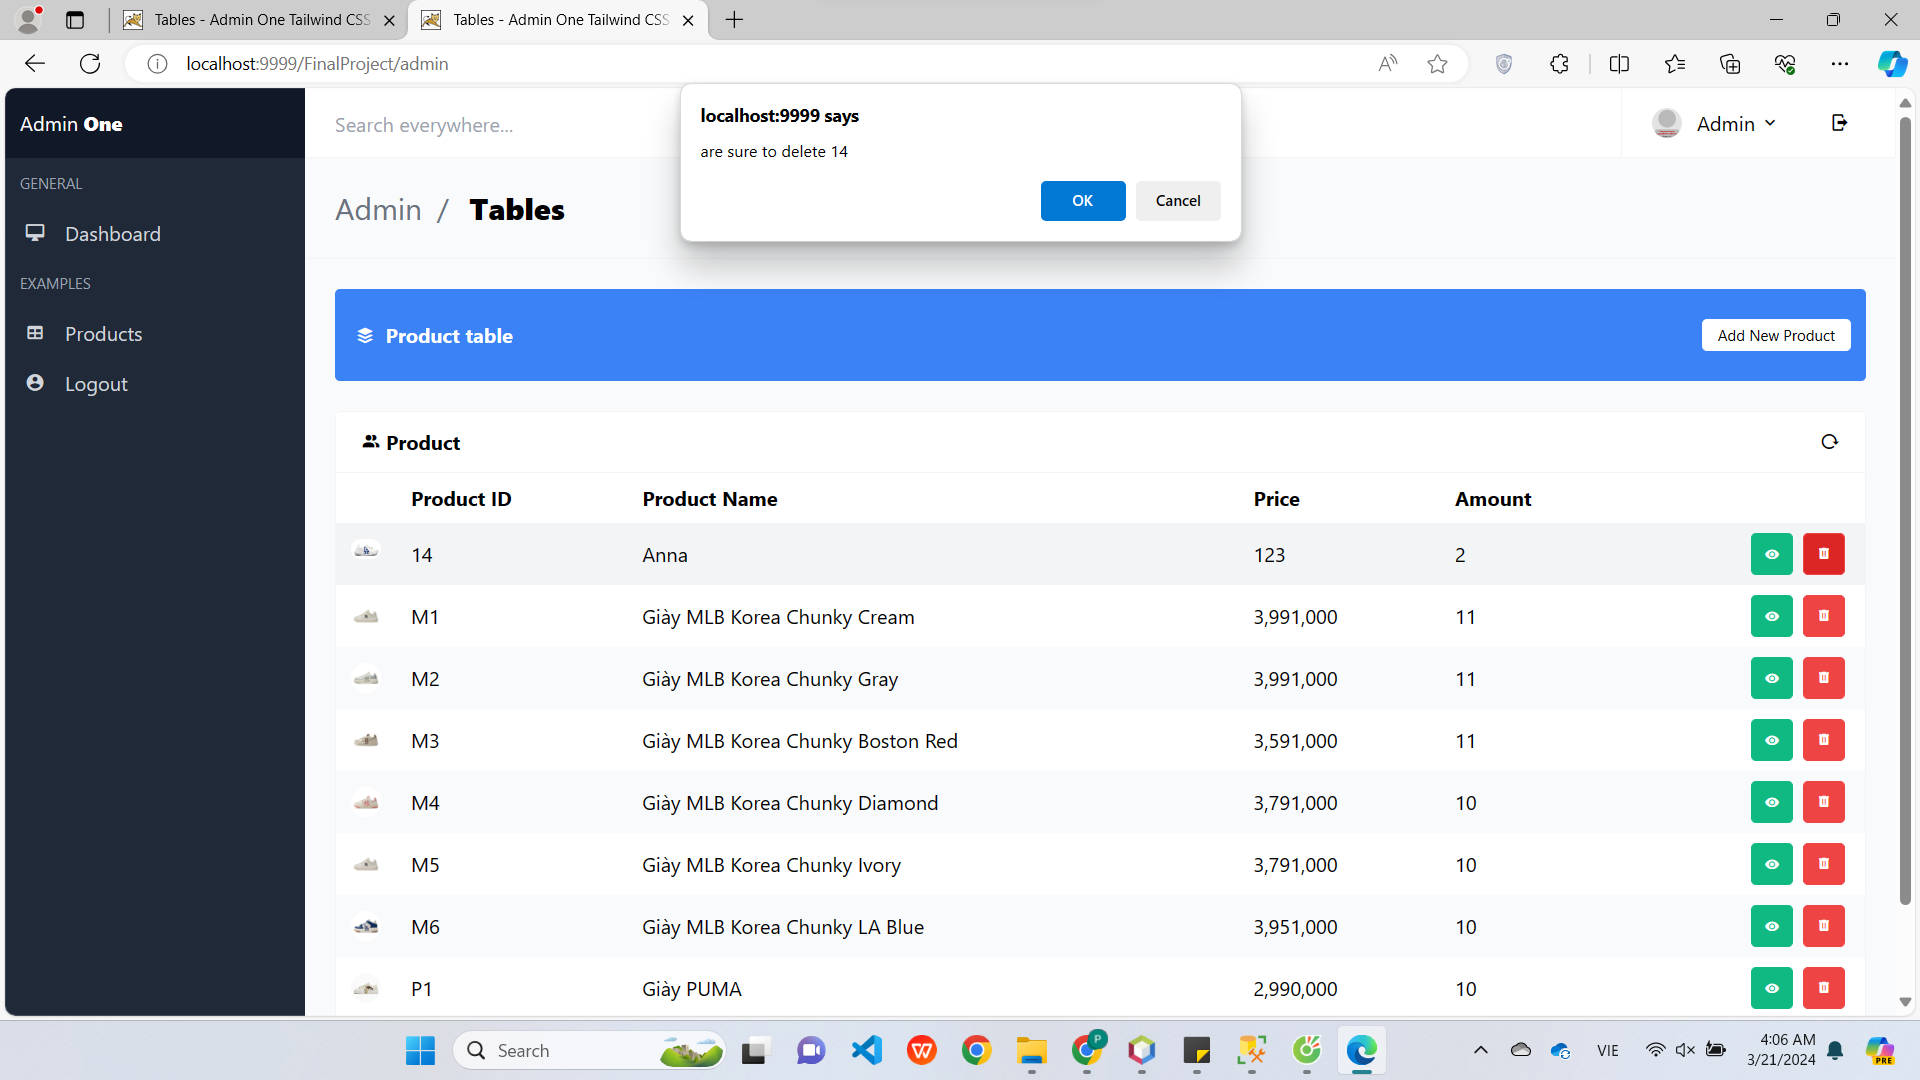 Tables - Admin One Tailwind CSS
Tables - Admin One Tailwind CSS
localhost:9999/FinalProject/admin
localhost:9999 says
are sure to delete 14
OK
Cancel
Admin One
Search everywhere...
Admin
GENERAL
Dashboard
EXAMPLES
Products
Logout
Admin / Tables
Product table
Add New Product
Product
Product ID Product Name Price Amount
14 Anna 123 2
M1 Giày MLB Korea Chunky Cream 3,991,000 11
M2 Giày MLB Korea Chunky Gray 3,991,000 11
M3 Giày MLB Korea Chunky Boston Red 3,591,000 11
M4 Giày MLB Korea Chunky Diamond 3,791,000 10
M5 Giày MLB Korea Chunky Ivory 3,791,000 10
M6 Giày MLB Korea Chunky LA Blue 3,951,000 10
P1 Giày PUMA 2,990,000 10
Search
P
VIE
4:06 AM
3/21/2024
PRE